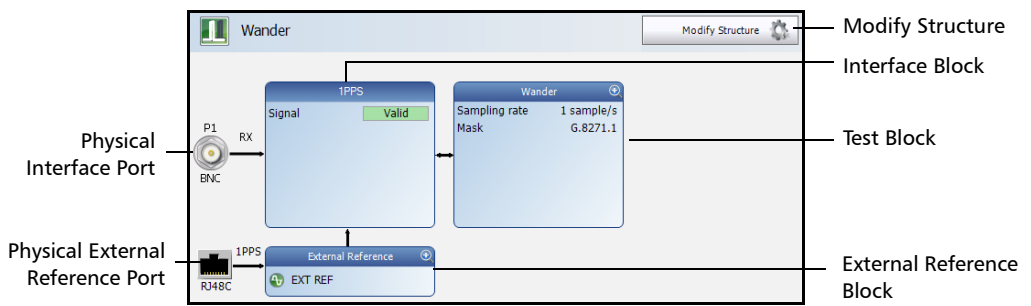 Wander
Modify Structure
Modify Structure
Interface Block
1PPS
Signal
Valid
Wander
Sampling rate 1 sample/s
Mask G.8271.1
Test Block
P1
RX
BNC
Physical
Interface Port
Physical External
Reference Port
1PPS
RJ48C
External Reference
EXT REF
External Reference
Block